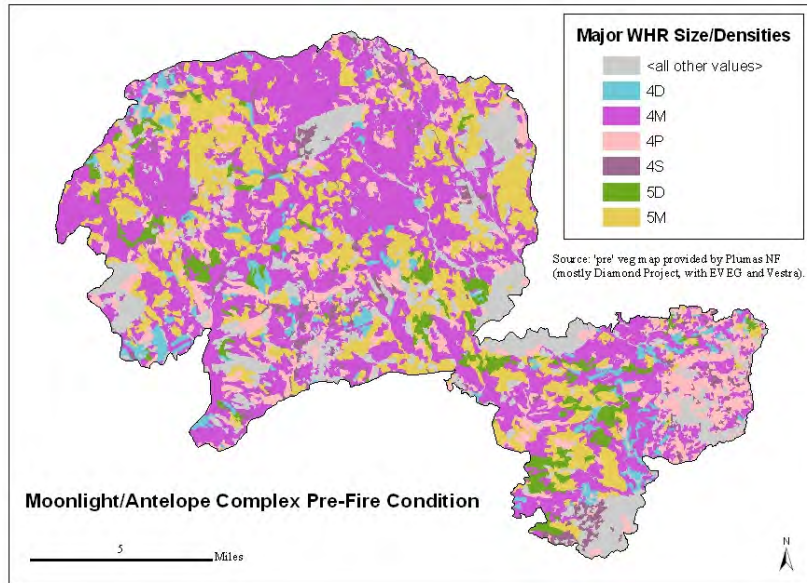 Major WHR Size/Densities
<all other values>
4D
4M
4P
4S
5D
5M
Source: 'pre' veg map provided by Plumas NF
(mostly Diamond Project, with EVEG and Vestra).
Moonlight/Antelope Complex Pre-Fire Condition
5
Miles
N